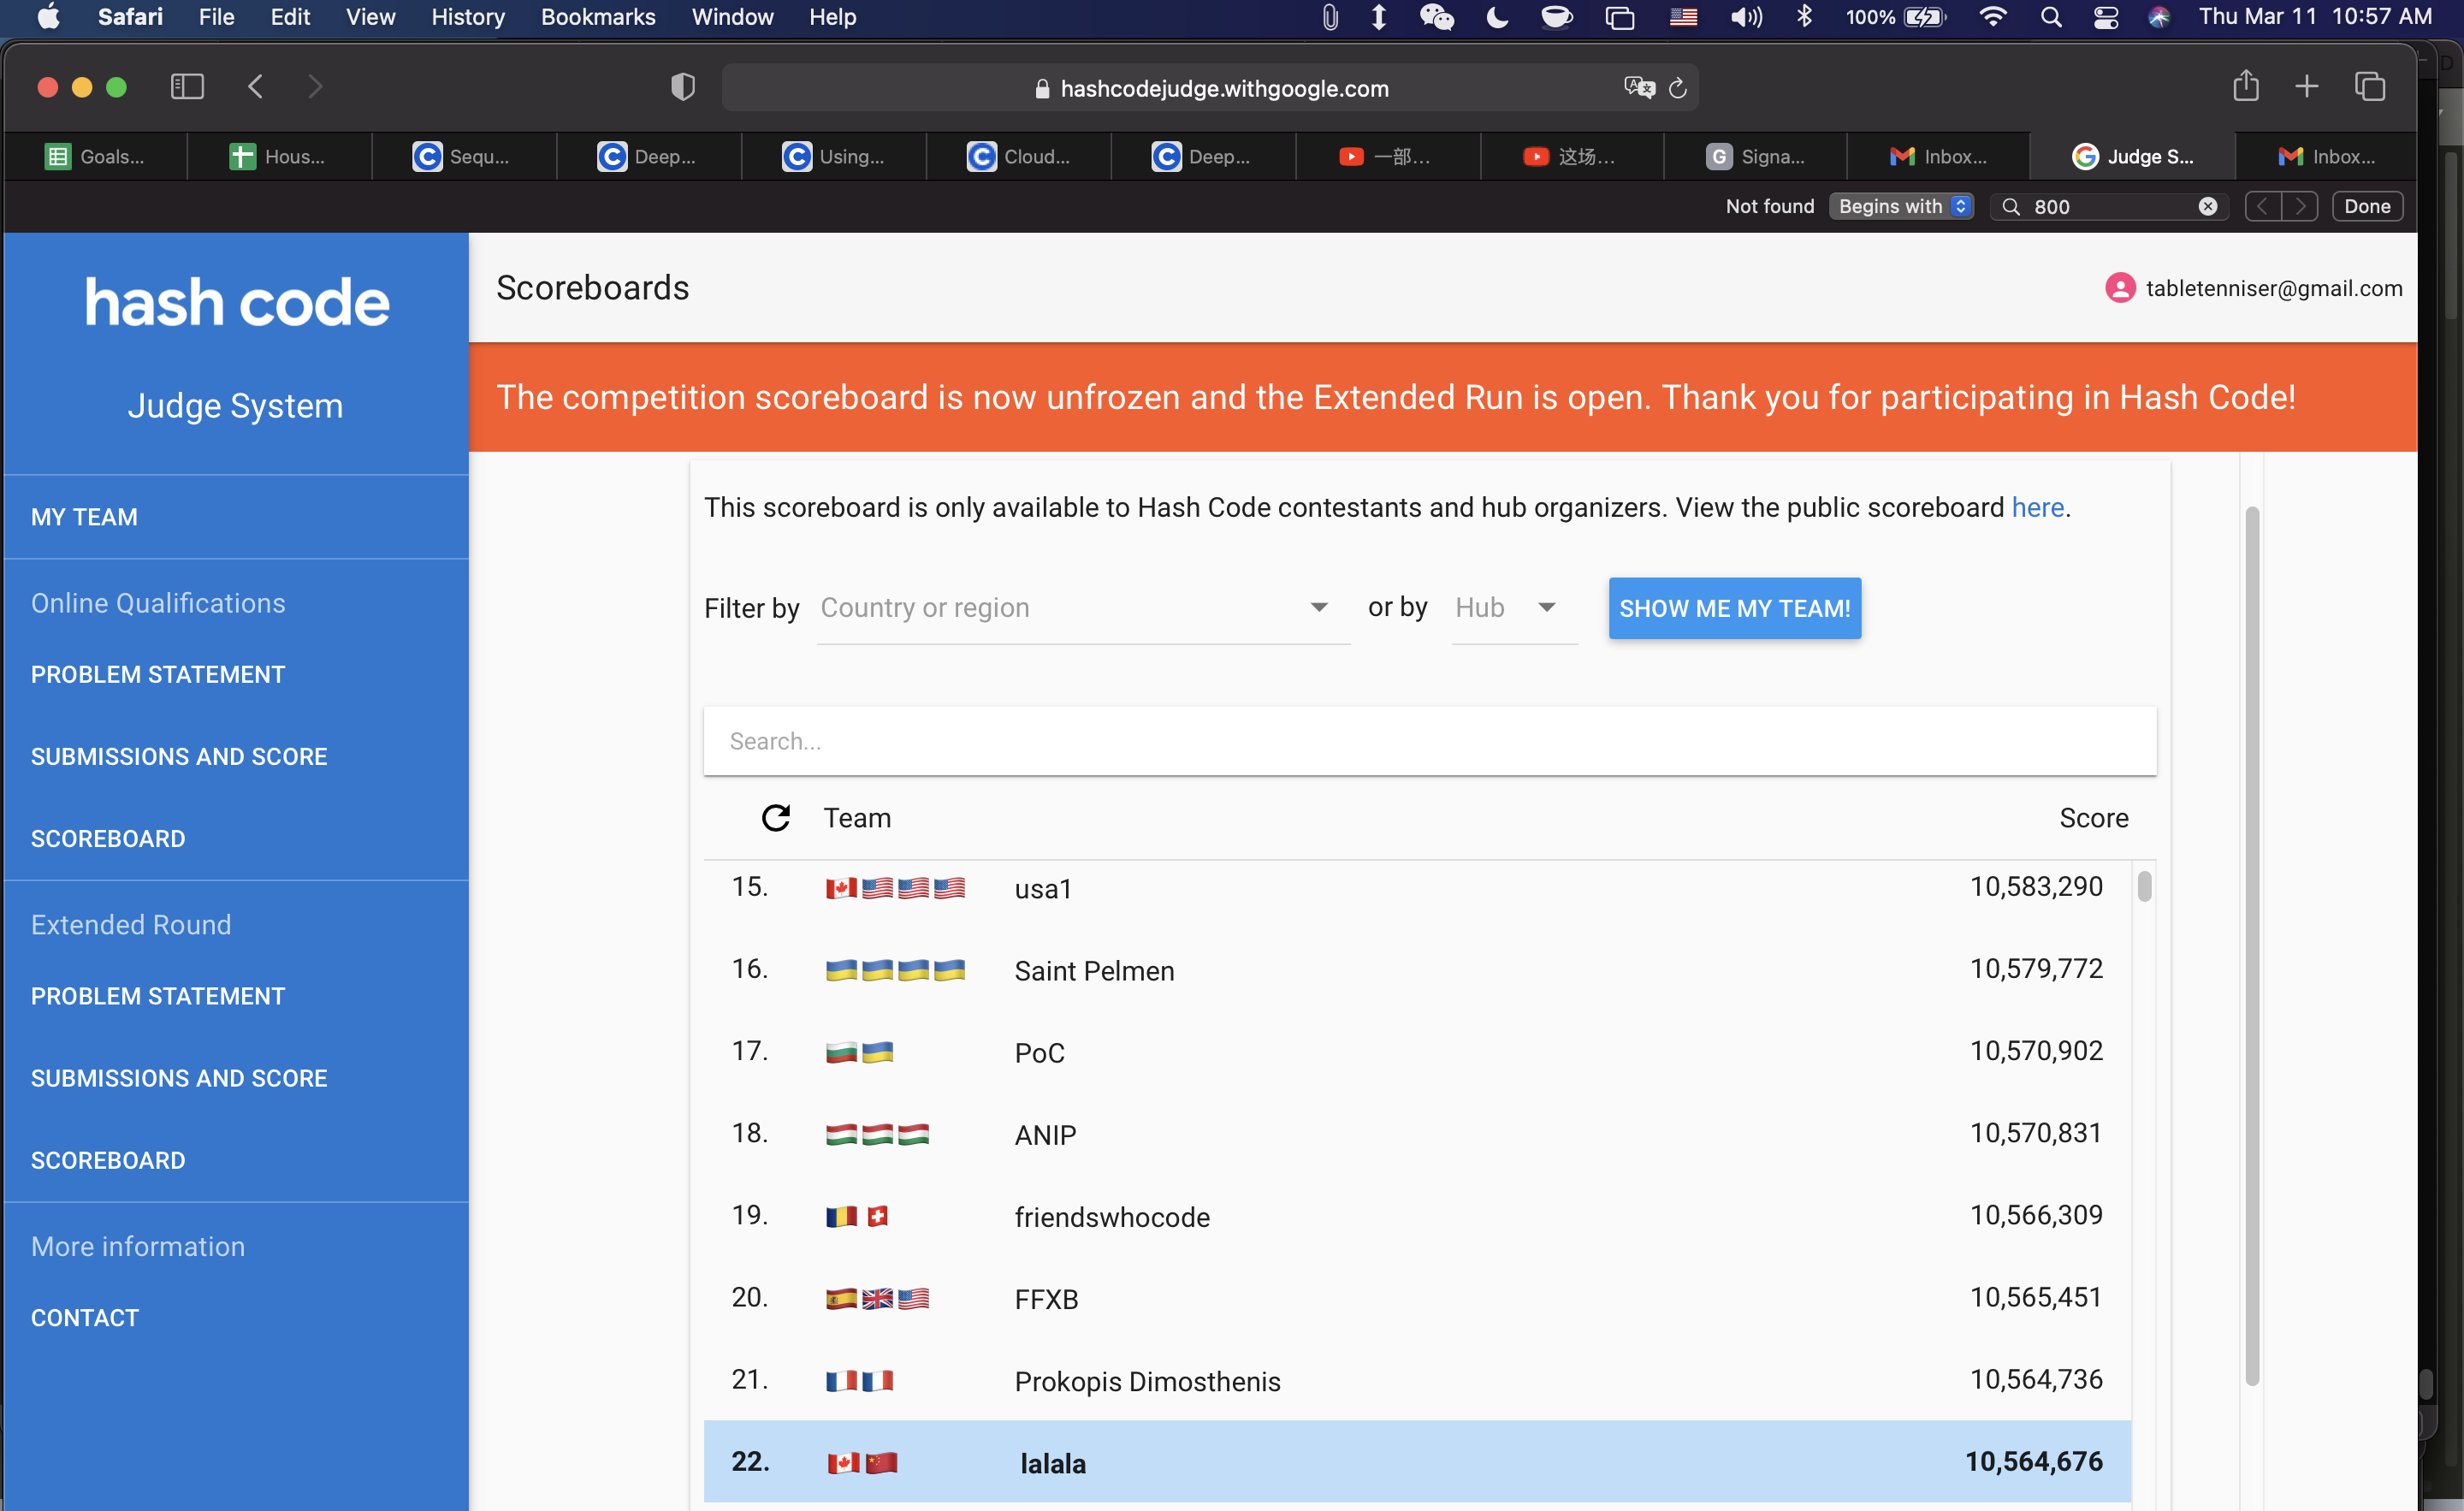 Safari File Edit View History Bookmarks Window Help 100% Thu Mar 11 10:57 AM
hashcodejudge.withgoogle.com
Goals... Hous... Sequ... Deep... Using... Cloud... Deep... 一部... 这场... Signa... Inbox... Judge S... Inbox...
Not found Begins with 800 Done
hash code
Judge System
MY TEAM
Online Qualifications
PROBLEM STATEMENT
SUBMISSIONS AND SCORE
SCOREBOARD
Extended Round
PROBLEM STATEMENT
SUBMISSIONS AND SCORE
SCOREBOARD
More information
CONTACT
Scoreboards tabletenniser@gmail.com
The competition scoreboard is now unfrozen and the Extended Run is open. Thank you for participating in Hash Code!
This scoreboard is only available to Hash Code contestants and hub organizers. View the public scoreboard here.
Filter by Country or region or by Hub SHOW ME MY TEAM!
Search...
Team Score
15. usa1 10,583,290
16. Saint Pelmen 10,579,772
17. PoC 10,570,902
18. ANIP 10,570,831
19. friendswhocode 10,566,309
20. FFXB 10,565,451
21. Prokopis Dimosthenis 10,564,736
22. lalala 10,564,676